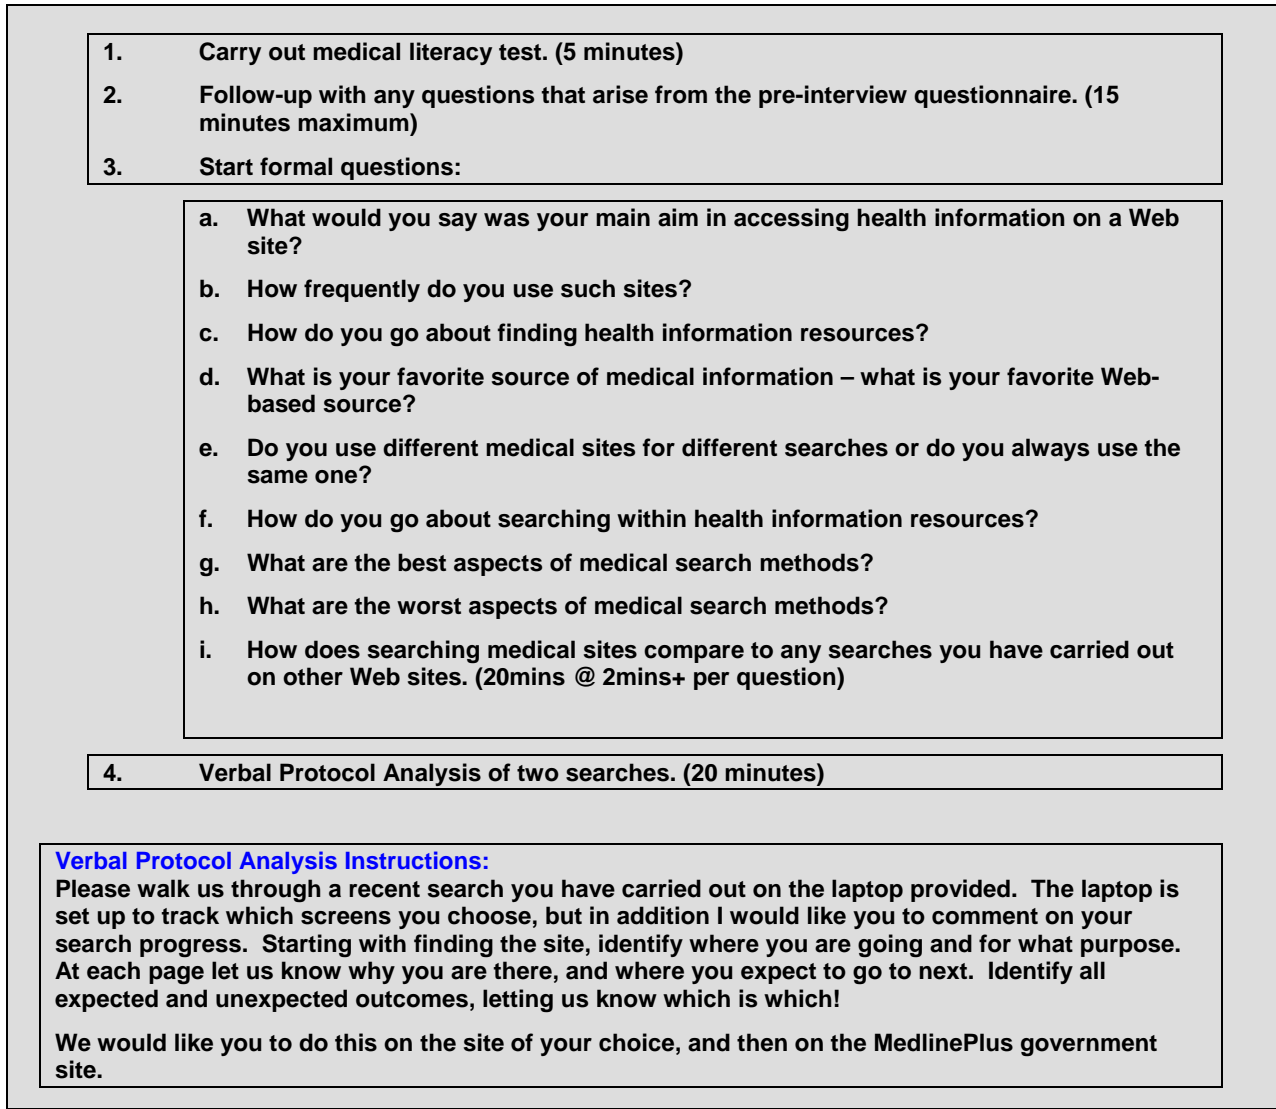 1. Carry out medical literacy test. (5 minutes)
2. Follow-up with any questions that arise from the pre-interview questionnaire. (15
minutes maximum)
3. Start formal questions:
a. What would you say was your main aim in accessing health information on a Web
site?
b. How frequently do you use such sites?
c. How do you go about finding health information resources?
d. What is your favorite source of medical information – what is your favorite Web-
based source?
e. Do you use different medical sites for different searches or do you always use the
same one?
f. How do you go about searching within health information resources?
g. What are the best aspects of medical search methods?
h. What are the worst aspects of medical search methods?
i. How does searching medical sites compare to any searches you have carried out
on other Web sites. (20mins @ 2mins+ per question)
4. Verbal Protocol Analysis of two searches. (20 minutes)
Verbal Protocol Analysis Instructions:
Please walk us through a recent search you have carried out on the laptop provided. The laptop is
set up to track which screens you choose, but in addition I would like you to comment on your
search progress. Starting with finding the site, identify where you are going and for what purpose.
At each page let us know why you are there, and where you expect to go to next. Identify all
expected and unexpected outcomes, letting us know which is which!
We would like you to do this on the site of your choice, and then on the MedlinePlus government
site.